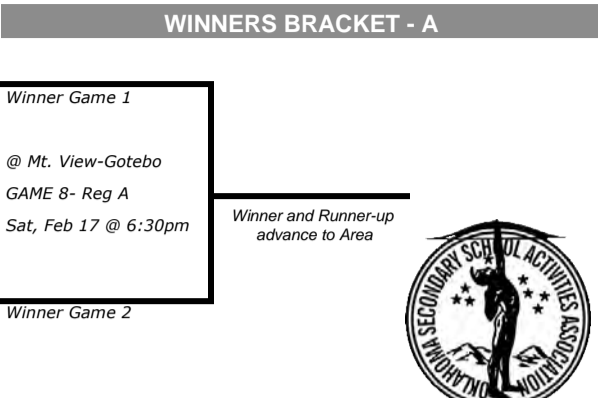 WINNERS BRACKET - A
Winner Game 1
@ Mt. View-Gotebo
GAME 8- Reg A
Sat, Feb 17 @ 6:30pm
Winner and Runner-up
advance to Area
Winner Game 2
OKLAHOMA SECONDARY SCHOOL ACTIVITIES ASSOCIATION